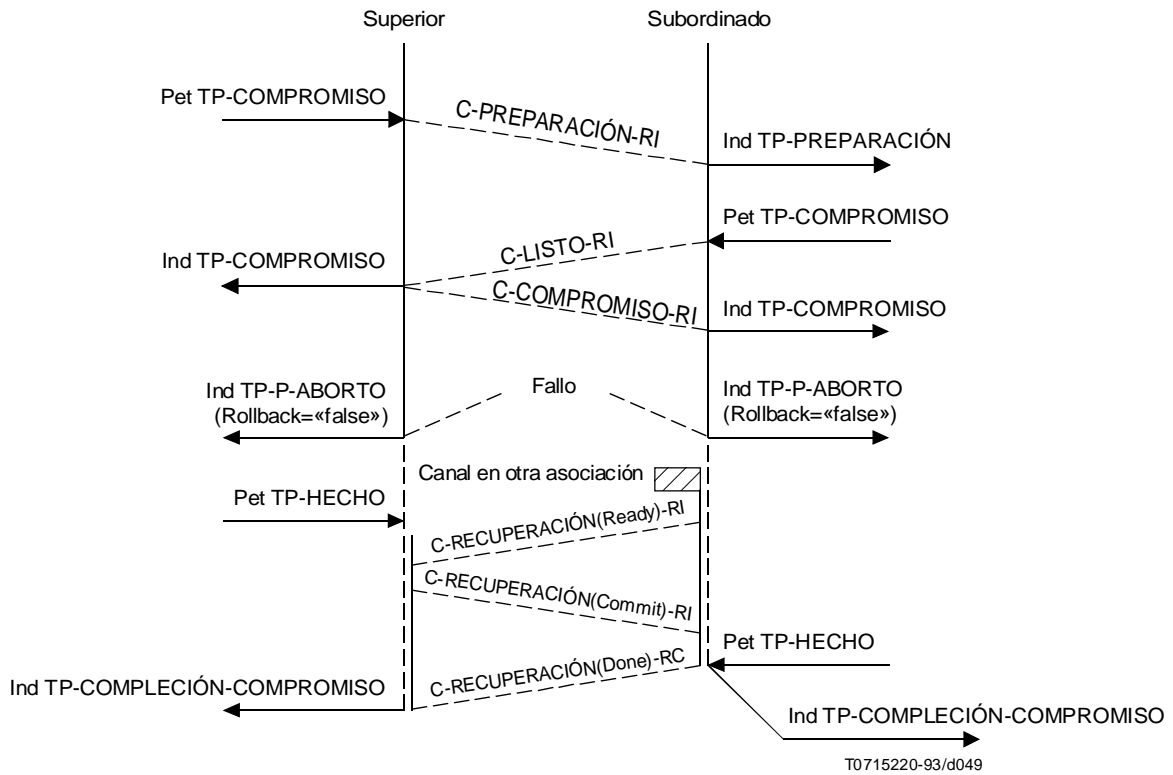 Superior
Subordinado
Pet TP-COMPROMISO
C-PREPARACIÓN-RI
Ind TP-PREPARACIÓN
Pet TP-COMPROMISO
C-LISTO-RI
Ind TP-COMPROMISO
C-COMPROMISO-RI
Ind TP-COMPROMISO
Ind TP-P-ABORTO
(Rollback=«false»)
Fallo
Ind TP-P-ABORTO
(Rollback=«false»)
Canal en otra asociación
Pet TP-HECHO
C-RECUPERACIÓN(Ready)-RI
C-RECUPERACIÓN(Commit)-RI
Pet TP-HECHO
C-RECUPERACIÓN(Done)-RC
Ind TP-COMPLECIÓN-COMPROMISO
Ind TP-COMPLECIÓN-COMPROMISO
T0715220-93/d049